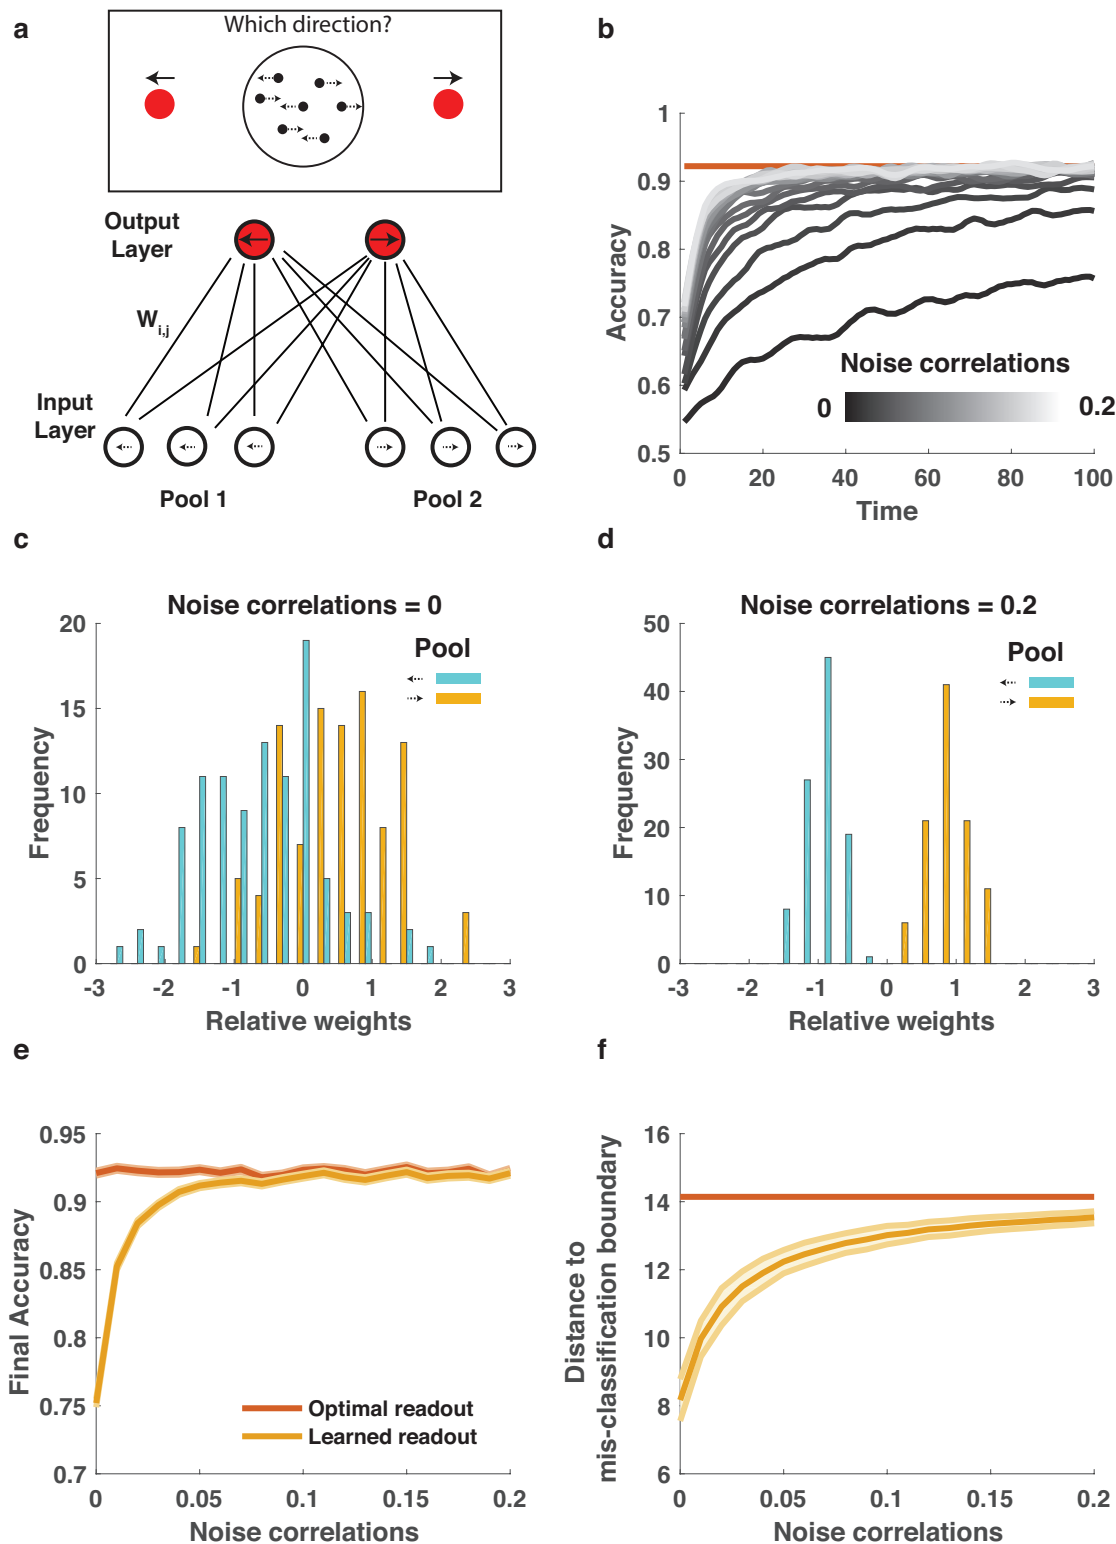 a
Which direction?
Output
Layer
W i,j
Input
Layer
Pool 1
Pool 2
b
1
0.9
0.8
0.7
0.6
0.5
Accuracy
Noise correlations
0
0.2
0
20
40
60
80
100
Time
c
Noise correlations = 0
20
15
10
5
0
Frequency
Pool
-3
-2
-1
0
1
2
3
Relative weights
d
Noise correlations = 0.2
50
40
30
20
10
0
Frequency
Pool
-3
-2
-1
0
1
2
3
Relative weights
e
0.95
0.9
0.85
0.8
0.75
0.7
Final Accuracy
Optimal readout
Learned readout
0
0.05
0.1
0.15
0.2
Noise correlations
f
16
14
12
10
8
6
Distance to
mis-classification boundary
0
0.05
0.1
0.15
0.2
Noise correlations